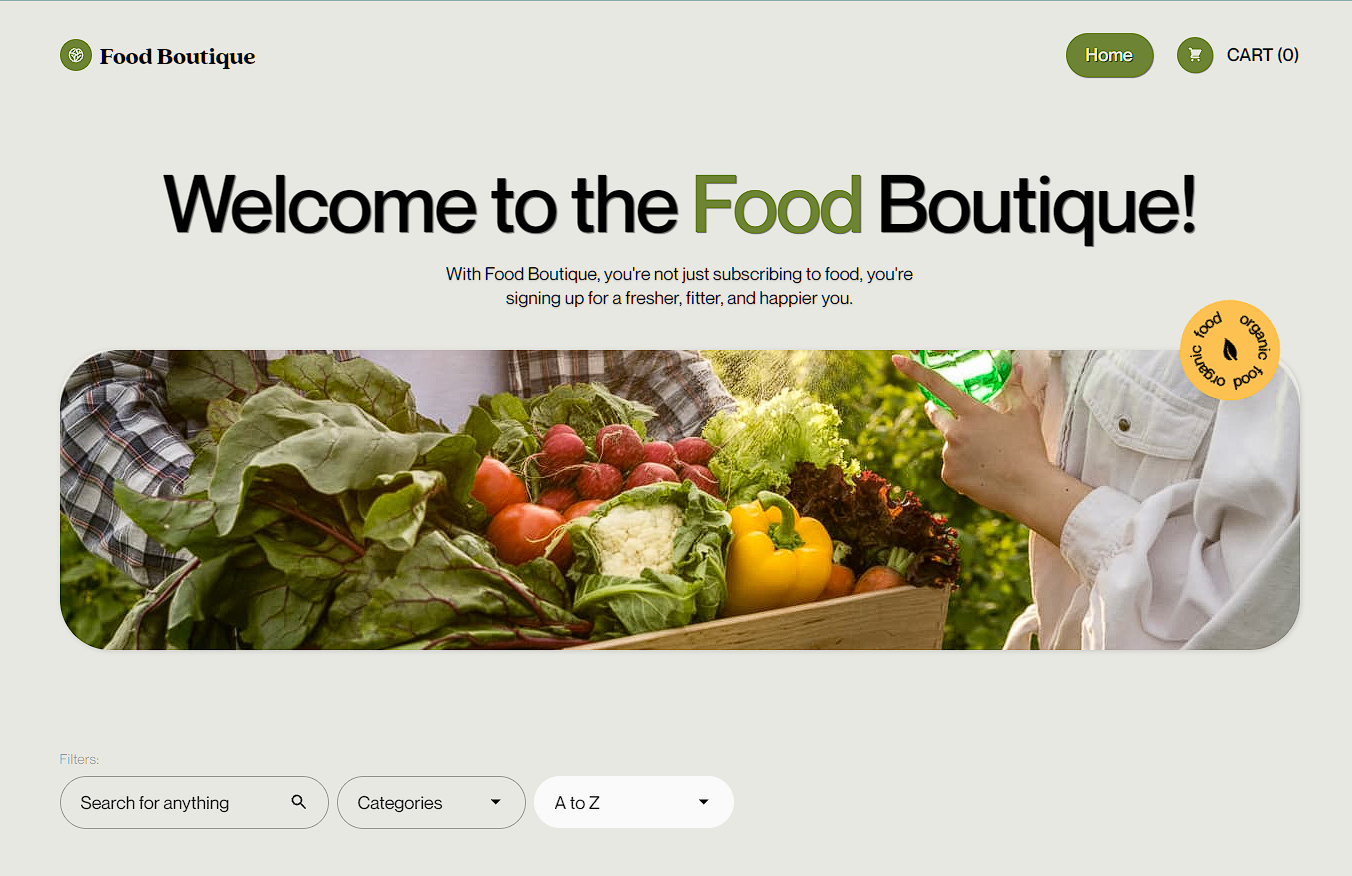 Food Boutique
Home
CART (0)
Welcome to the Food Boutique!
With Food Boutique, you're not just subscribing to food, you're
signing up for a fresher, fitter, and happier you.
organic food organic food
Filters:
Search for anything
Categories
A to Z